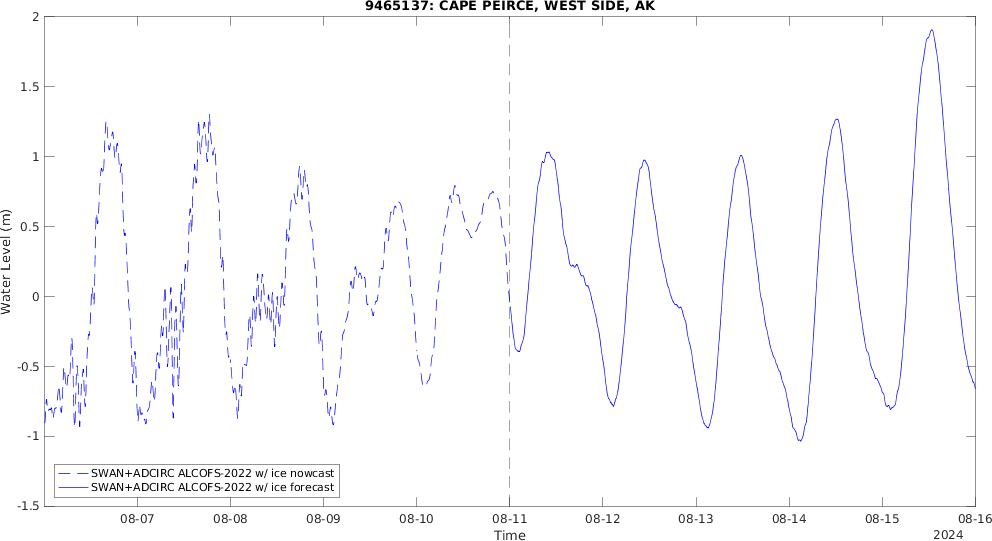 9465137: CAPE PEIRCE, WEST SIDE, AK
Water Level (m)
2
1.5
1
0.5
0
-0.5
-1
-1.5
SWAN+ADCIRC ALCOFS-2022 w/ ice nowcast
SWAN+ADCIRC ALCOFS-2022 w/ ice forecast
08-07 08-08 08-09 08-10 08-11 08-12 08-13 08-14 08-15 08-16
Time
2024